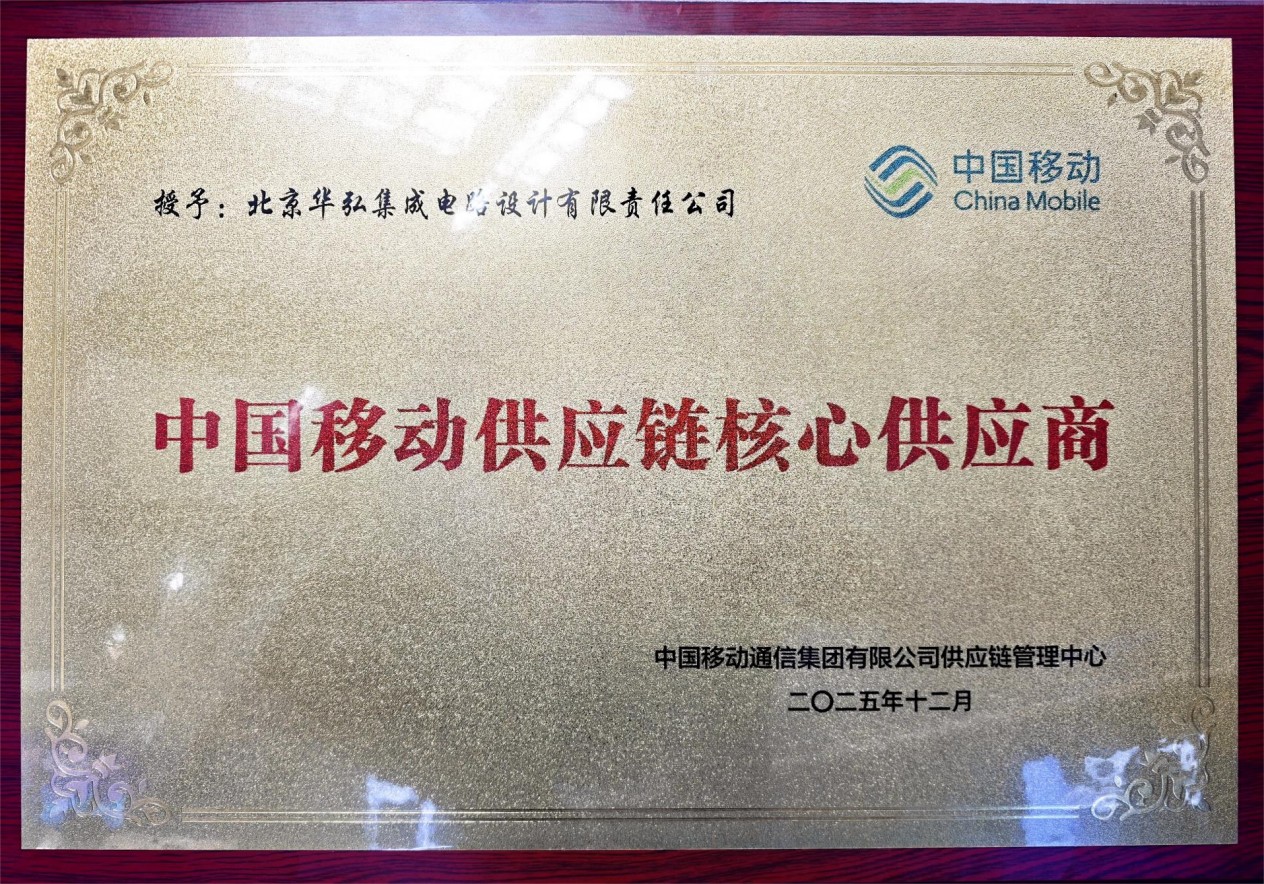 授予：北京华弘集成电路设计有限责任公司
中国移动
China Mobile
中国移动供应链核心供应商
中国移动通信集团有限公司供应链管理中心
二〇二五年十二月